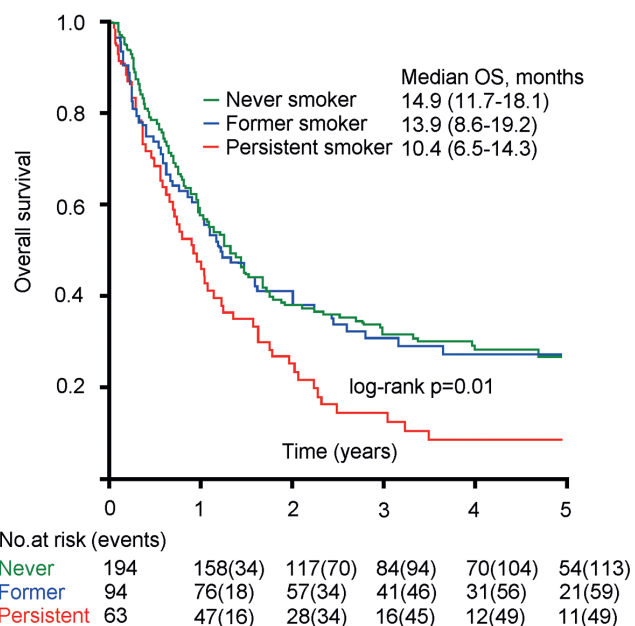 1.0
0.8
0.6
0.4
0.2
Overall survival
Median OS, months
Never smoker 14.9 (11.7-18.1)
Former smoker 13.9 (8.6-19.2)
Persistent smoker 10.4 (6.5-14.3)
log-rank p=0.01
Time (years)
0 1 2 3 4 5
No.at risk (events)
Never 194 158(34) 117(70) 84(94) 70(104) 54(113)
Former 94 76(18) 57(34) 41(46) 31(56) 21(59)
Persistent 63 47(16) 28(34) 16(45) 12(49) 11(49)